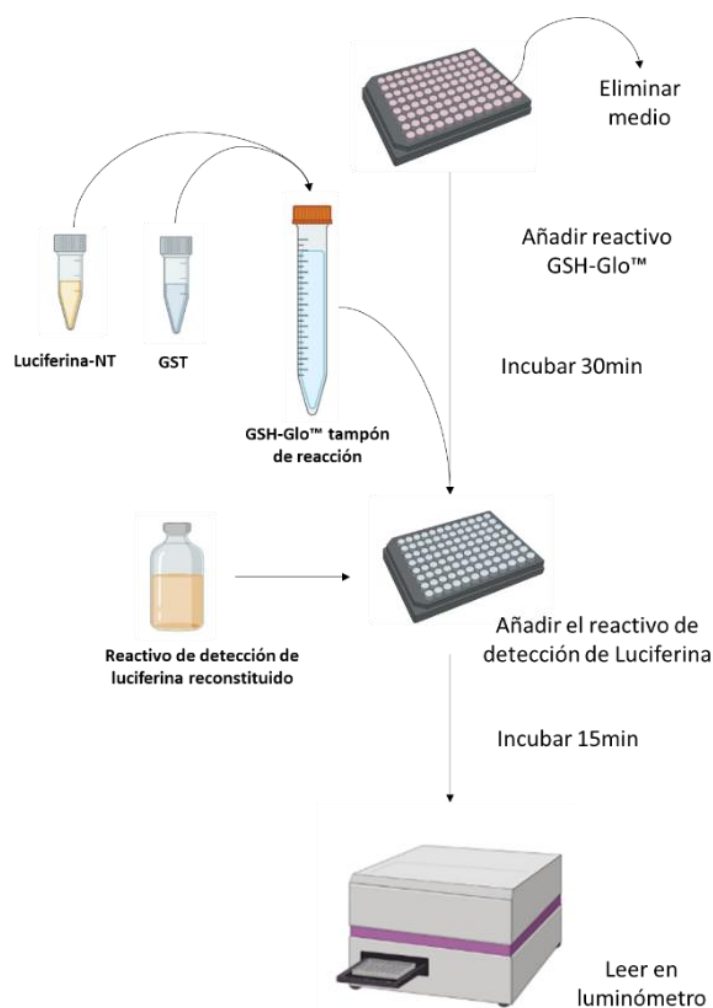 Eliminar
medio
Añadir reactivo
GSH-Glo™
Luciferina-NT
GST
Incubar 30min
GSH-Glo™ tampón
de reacción
Reactivo de detección de
luciferina reconstituido
Añadir el reactivo de
detección de Luciferina
Incubar 15min
Leer en
luminómetro